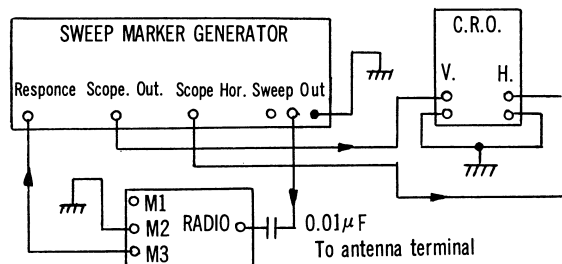 SWEEP MARKER GENERATOR
Responce Scope. Out. Scope Hor. Sweep Out
C.R.O.
V. H.
M1
M2 RADIO
M3
0.01μF
To antenna terminal